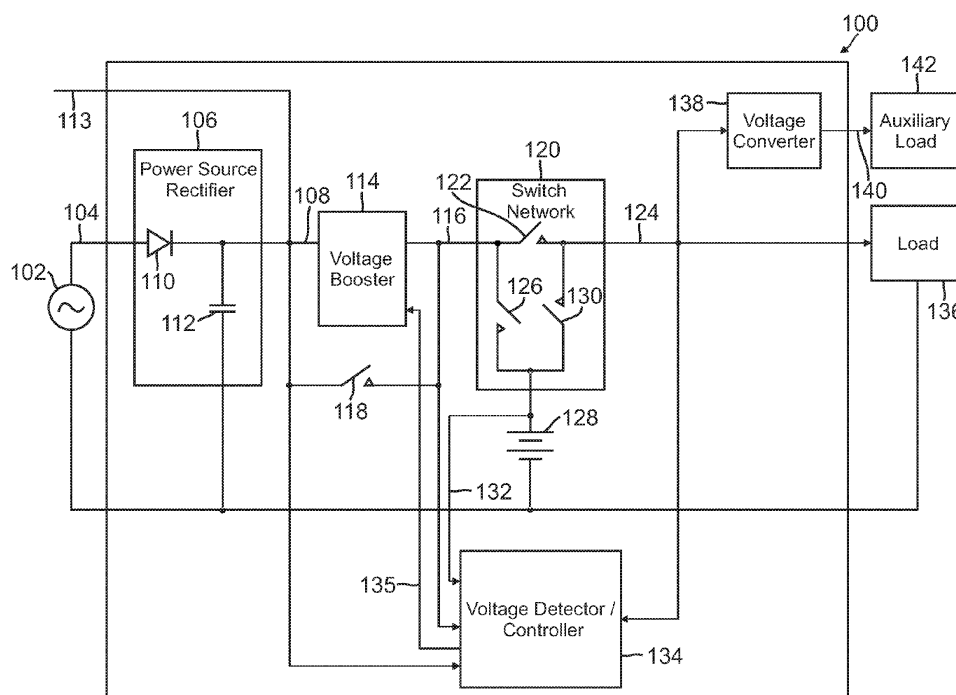 100
142
113
138
106
Voltage
Converter
Auxiliary
Load
120
Power Source
Rectifier
114
122
Switch
Network
140
104
108
116
124
Load
102
110
Voltage
Booster
126
130
136
112
118
128
132
135
Voltage Detector /
Controller
134